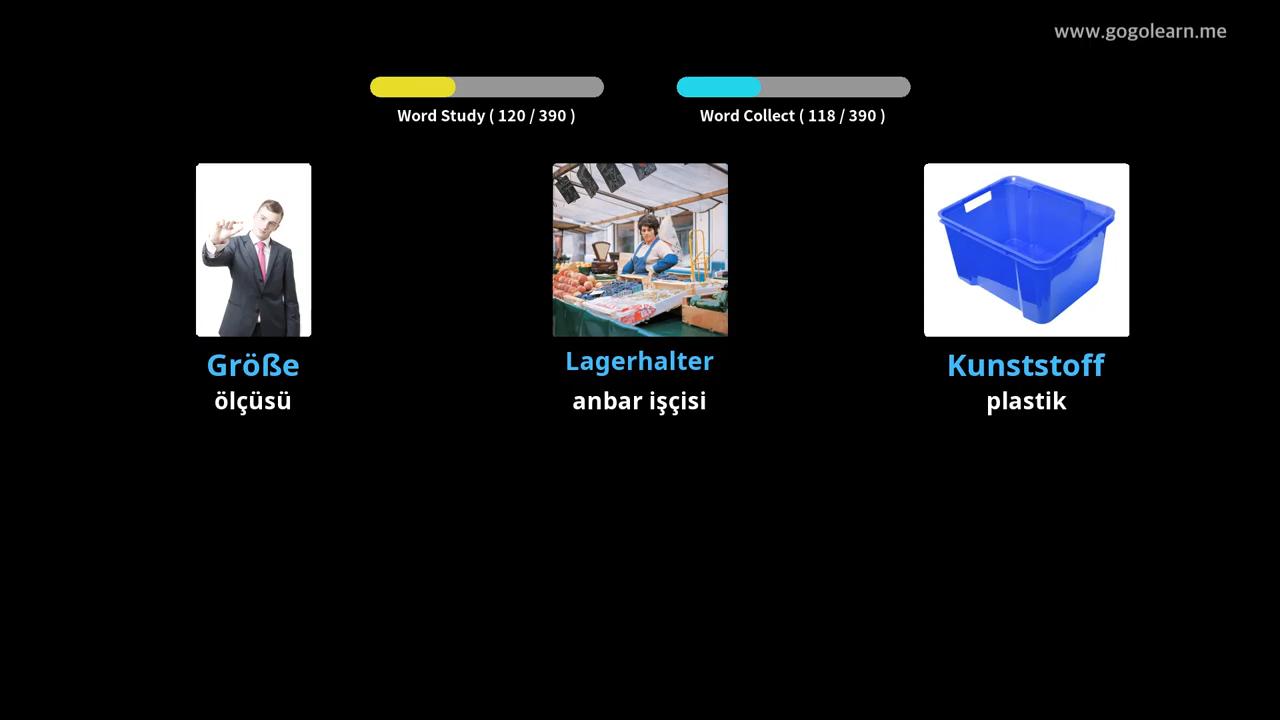 www.gogolearn.me
Word Study ( 120 / 390 )
Word Collect ( 118 / 390 )
Größe
Lagerhalter
Kunststoff
ölçüsü
anbar işçisi
plastik